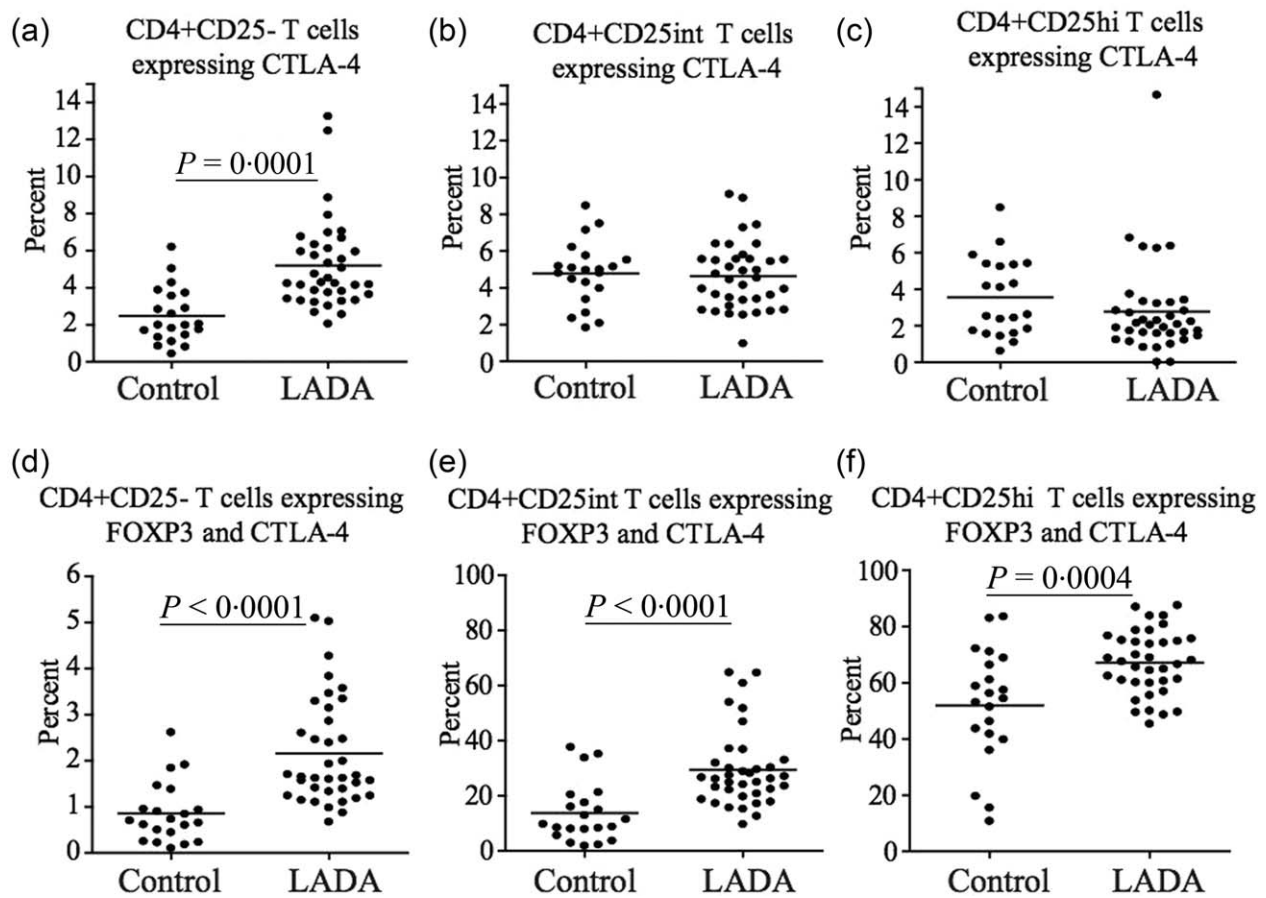 (a)
CD4+CD25- T cells
expressing CTLA-4
14
12
10
8
6
4
2
0
Percent
P = 0·0001
Control LADA
(b)
CD4+CD25int T cells
expressing CTLA-4
14
12
10
8
6
4
2
0
Percent
Control LADA
(c)
CD4+CD25hi T cells
expressing CTLA-4
14
12
10
8
6
4
2
0
Percent
Control LADA
(d)
CD4+CD25- T cells expressing
FOXP3 and CTLA-4
6
5
4
3
2
1
0
Percent
P < 0·0001
Control LADA
(e)
CD4+CD25int T cells expressing
FOXP3 and CTLA-4
100
80
60
40
20
0
Percent
P < 0·0001
Control LADA
(f)
CD4+CD25hi T cells expressing
FOXP3 and CTLA-4
100
80
60
40
20
0
Percent
P = 0·0004
Control LADA